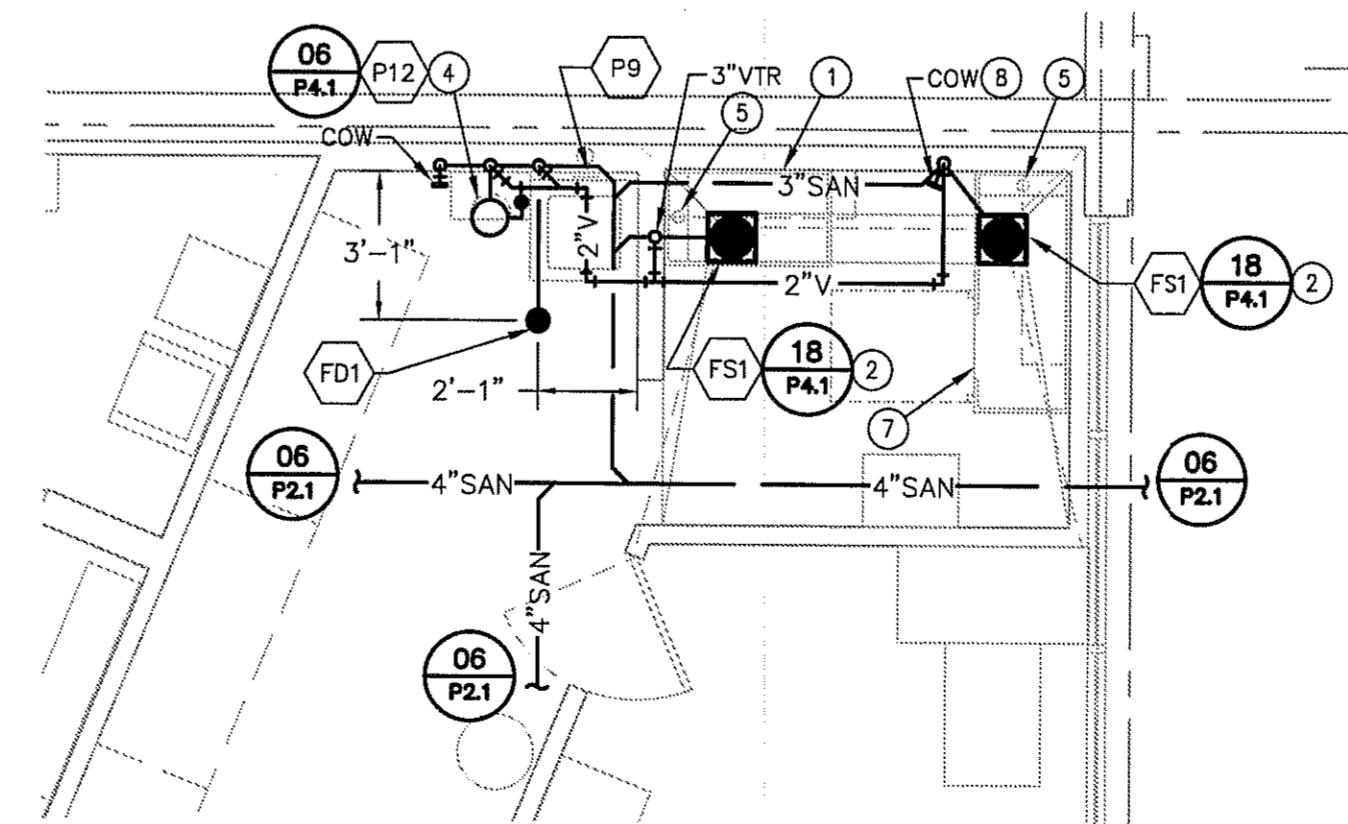 06
P4.1
P12
4
P9
3"VTR
5
1
COW
8
5
COW
3"SAN
3'-1"
2"V
2"V
FS1
18
P4.1
2
FD1
2'-1"
FS1
18
P4.1
2
7
06
P2.1
4"SAN
4"SAN
06
P2.1
4"SAN
06
P2.1